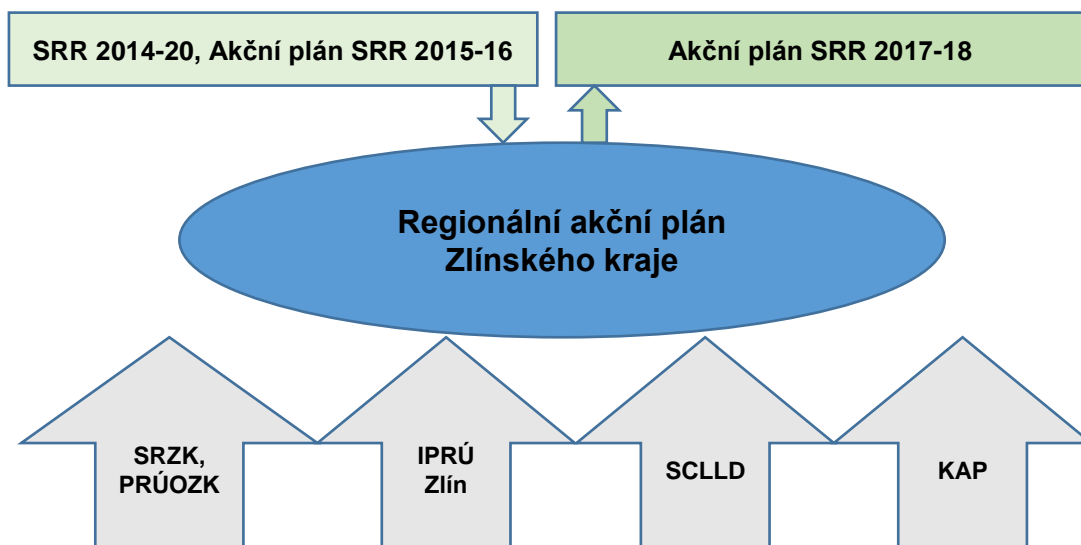 SRR 2014-20, Akční plán SRR 2015-16
Akční plán SRR 2017-18
Regionální akční plán
Zlínského kraje
SRZK,
PRÚOZK
IPRÚ
Zlín
SCLLD
KAP